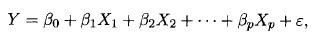 Y = β₀ + β₁X₁ + β₂X₂ + ⋯ + βₚXₚ + ε,